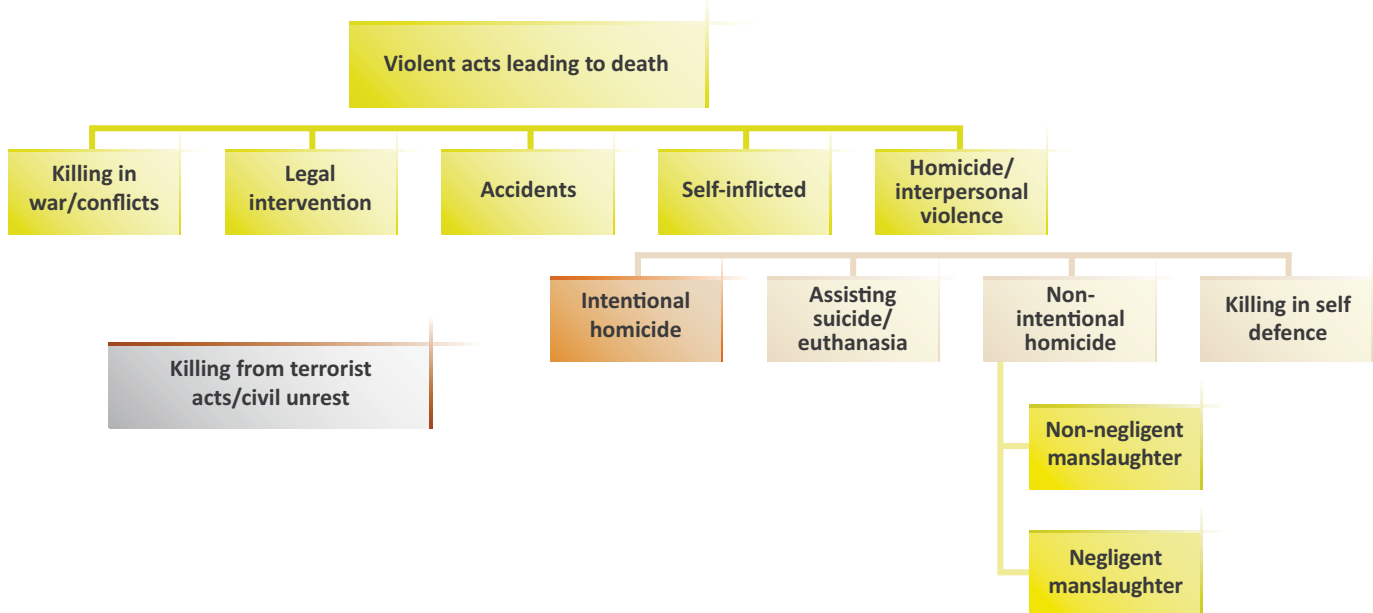 Violent acts leading to death
Killing in
war/conflicts
Legal
intervention
Accidents
Self-inflicted
Homicide/
interpersonal
violence
Intentional
homicide
Assisting
suicide/
euthanasia
Non-
intentional
homicide
Killing in self
defence
Killing from terrorist
acts/civil unrest
Non-negligent
manslaughter
Negligent
manslaughter